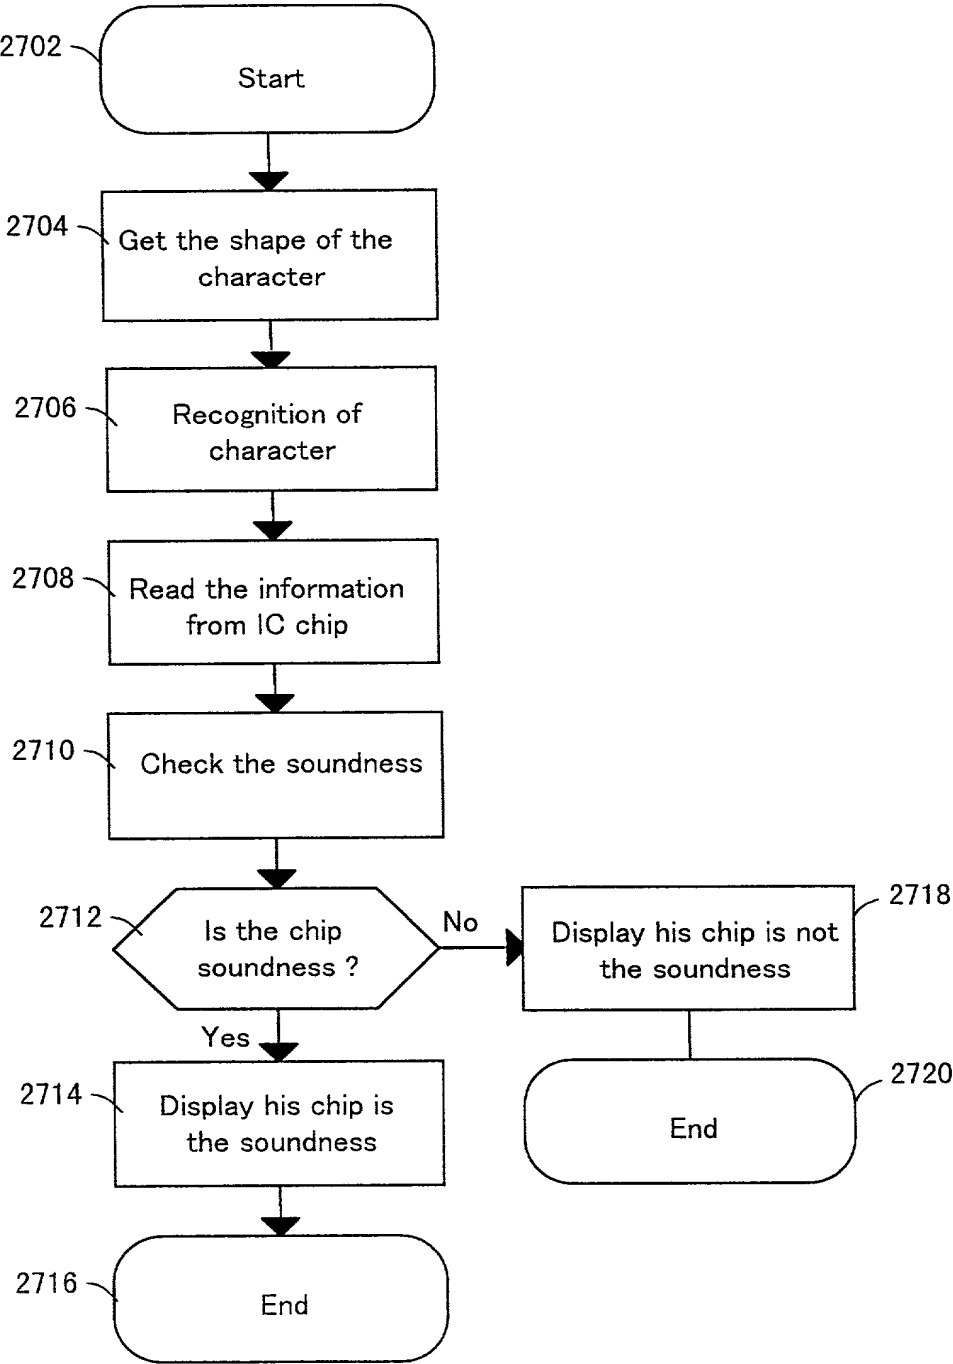 2702
Start
2704
Get the shape of the
character
2706
Recognition of
character
2708
Read the information
from IC chip
2710
Check the soundness
2712
Is the chip
soundness ?
No
2718
Display his chip is not
the soundness
Yes
2714
Display his chip is
the soundness
2720
End
2716
End